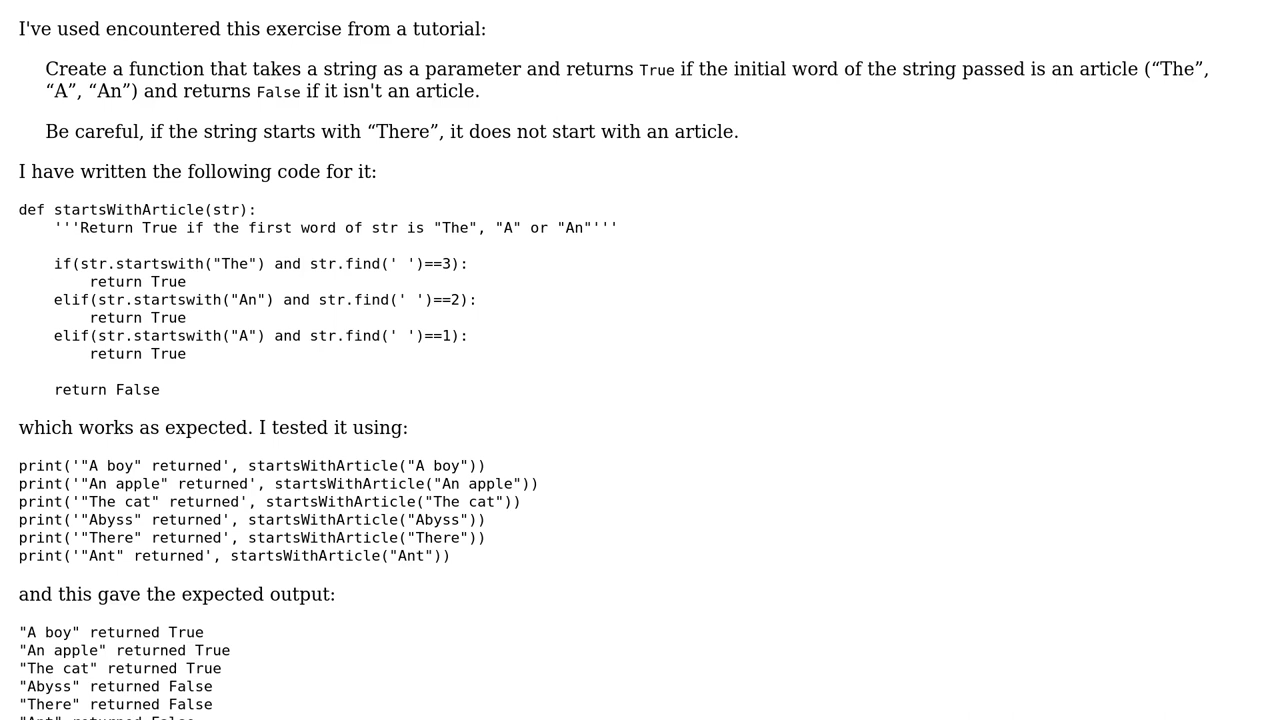 I've used encountered this exercise from a tutorial:
Create a function that takes a string as a parameter and returns True if the initial word of the string passed is an article (“The”,
“A”, “An”) and returns False if it isn't an article.
Be careful, if the string starts with “There”, it does not start with an article.
I have written the following code for it:
def startsWithArticle(str):
    '''Return True if the first word of str is "The", "A" or "An"'''
    if(str.startswith("The") and str.find(' ')==3):
        return True
    elif(str.startswith("An") and str.find(' ')==2):
        return True
    elif(str.startswith("A") and str.find(' ')==1):
        return True
    return False
which works as expected. I tested it using:
print('"A boy" returned', startsWithArticle("A boy"))
print('"An apple" returned', startsWithArticle("An apple"))
print('"The cat" returned', startsWithArticle("The cat"))
print('"Abyss" returned', startsWithArticle("Abyss"))
print('"There" returned', startsWithArticle("There"))
print('"Ant" returned', startsWithArticle("Ant"))
and this gave the expected output:
"A boy" returned True
"An apple" returned True
"The cat" returned True
"Abyss" returned False
"There" returned False
"Ant" returned False